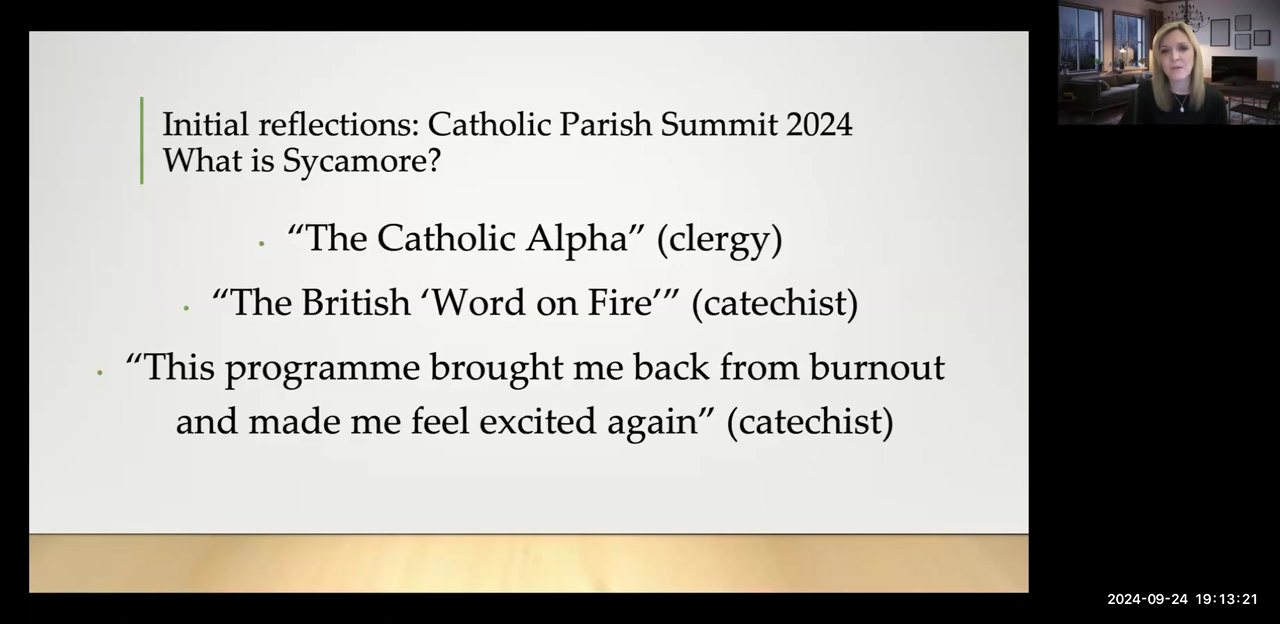 Initial reflections: Catholic Parish Summit 2024
What is Sycamore?
• “The Catholic Alpha” (clergy)
• “The British ‘Word on Fire’” (catechist)
• “This programme brought me back from burnout
and made me feel excited again” (catechist)
2024-09-24 19:13:21